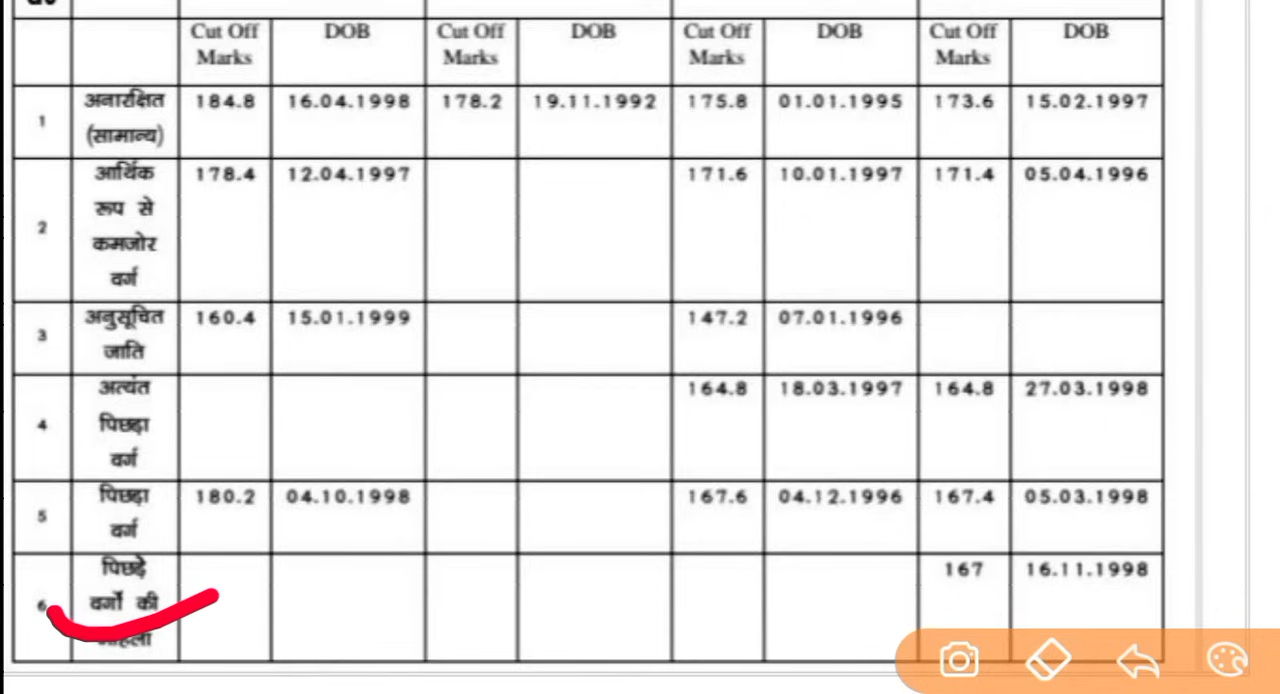 Cut Off Marks DOB Cut Off Marks DOB Cut Off Marks DOB Cut Off Marks DOB
1 अनारक्षित (सामान्य) 184.8 16.04.1998 178.2 19.11.1992 175.8 01.01.1995 173.6 15.02.1997
2 आर्थिक रूप से कमजोर वर्ग 178.4 12.04.1997 171.6 10.01.1997 171.4 05.04.1996
3 अनुसूचित जाति 160.4 15.01.1999 147.2 07.01.1996
4 अत्यंत पिछड़ा वर्ग 164.8 18.03.1997 164.8 27.03.1998
5 पिछड़ा वर्ग 180.2 04.10.1998 167.6 04.12.1996 167.4 05.03.1998
6 पिछड़े वर्गों की महिला 167 16.11.1998